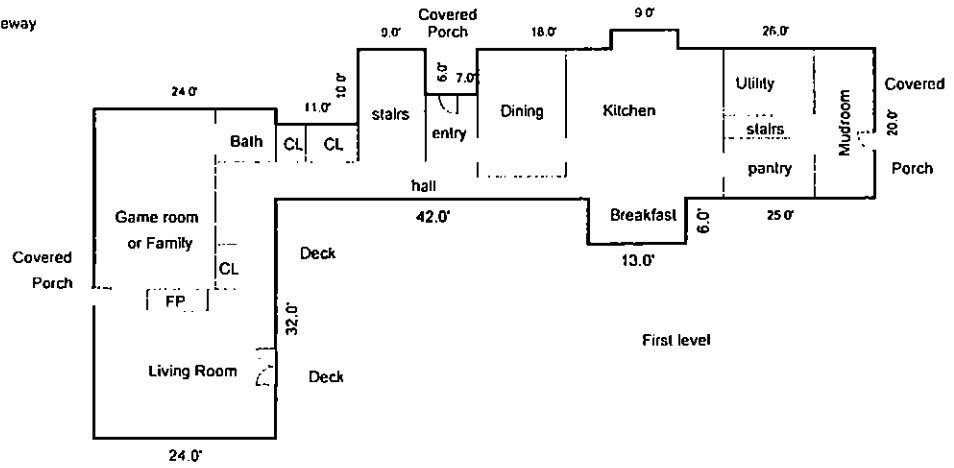 eway
Covered
Porch
9.0'
18.0'
9 0'
26.0'
6.0'
7.0'
10.0'
24 0'
11.0'
stairs
entry
Dining
Kitchen
Utility
Mudroom
Covered
20.0'
Porch
Bath
CL
CL
stairs
pantry
hall
42.0'
Breakfast
6.0'
25 0'
13.0'
Game room
or Family
Deck
CL
Covered
Porch
FP
32.0'
First level
Living Room
Deck
24.0'